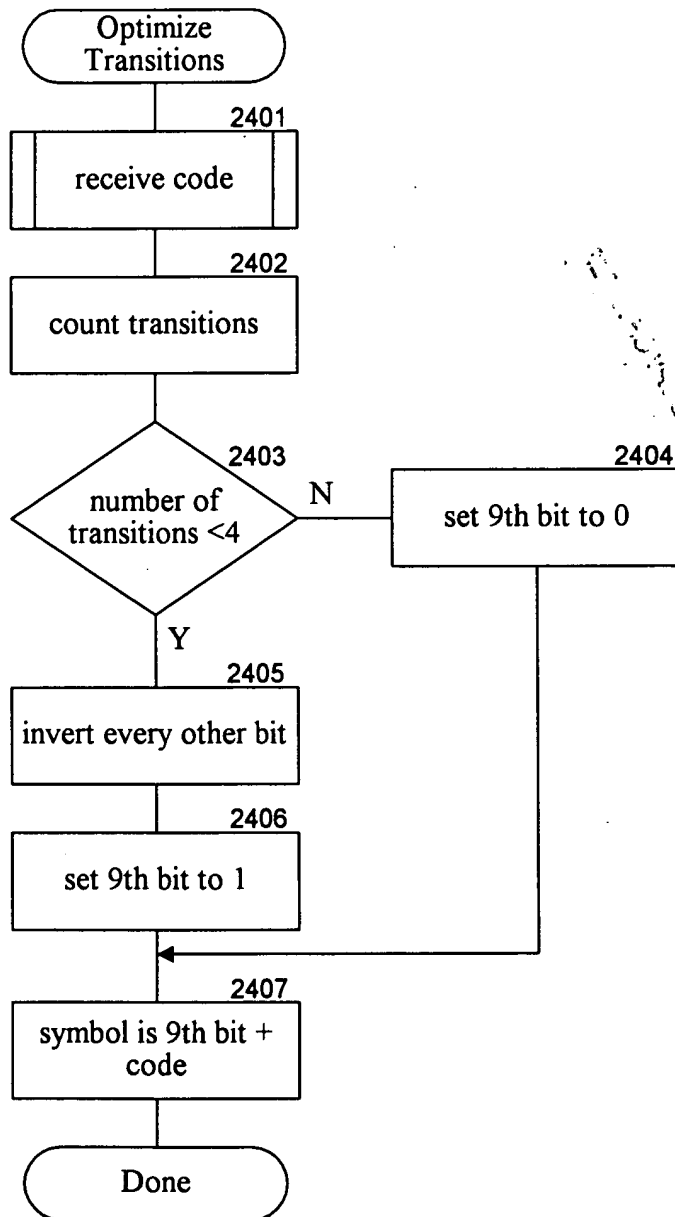 Optimize
Transitions
2401
receive code
2402
count transitions
2403
number of
transitions <4
N
2404
set 9th bit to 0
Y
2405
invert every other bit
2406
set 9th bit to 1
2407
symbol is 9th bit +
code
Done